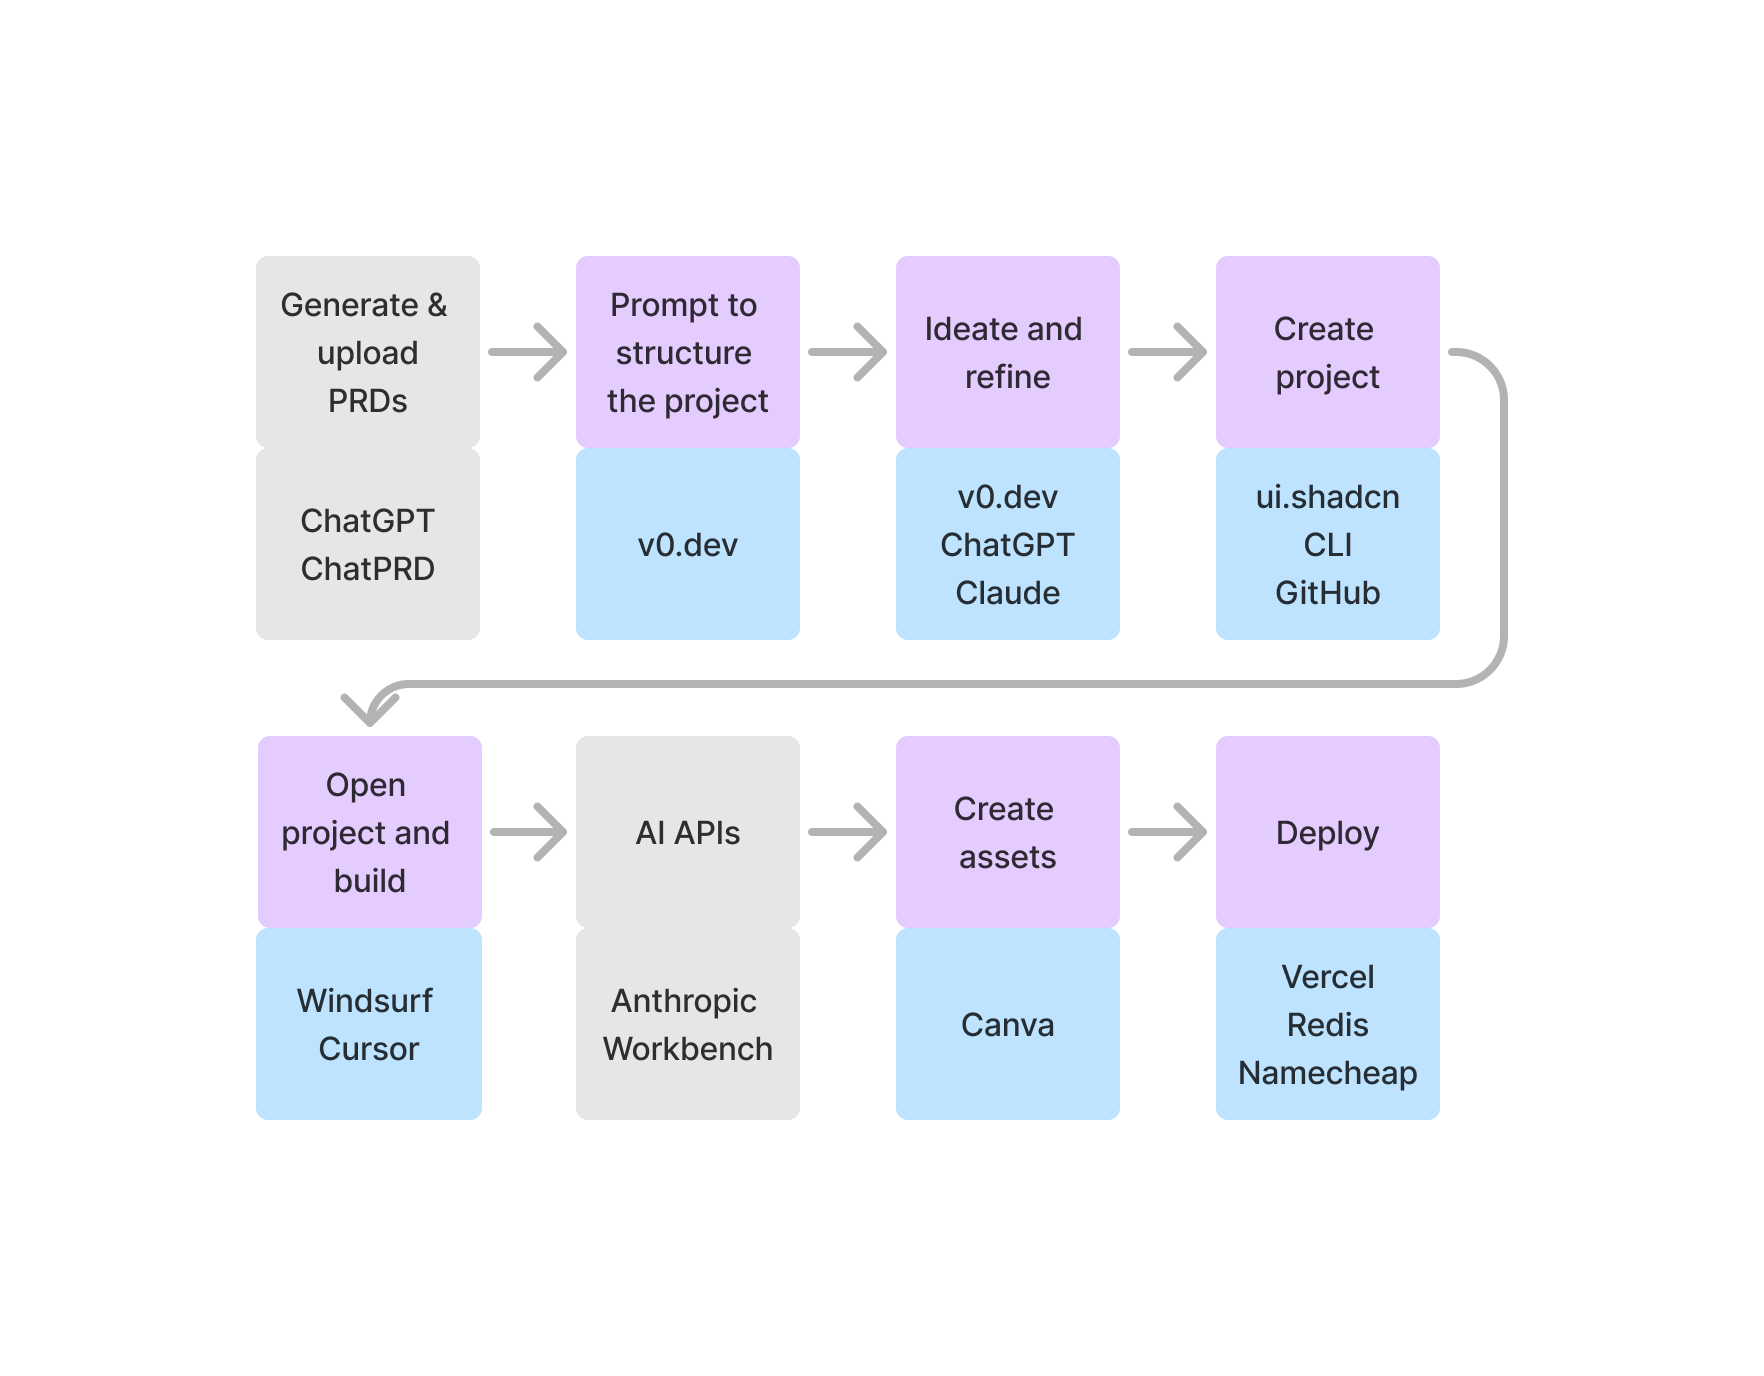 Generate &
upload
PRDs
ChatGPT
ChatPRD
Prompt to
structure
the project
v0.dev
Ideate and
refine
v0.dev
ChatGPT
Claude
Create
project
ui.shadcn
CLI
GitHub
Open
project and
build
Windsurf
Cursor
AI APIs
Anthropic
Workbench
Create
assets
Canva
Deploy
Vercel
Redis
Namecheap